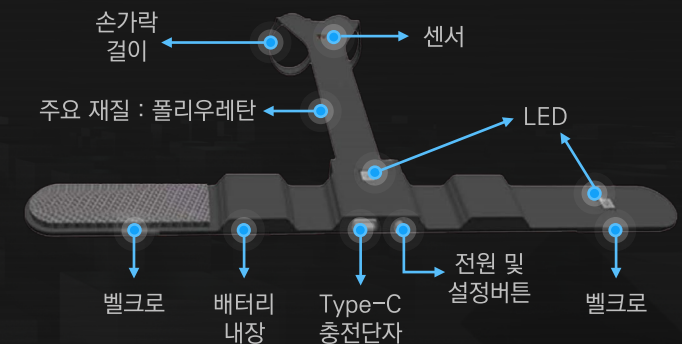 손가락
걸이
센서
주요 재질 : 폴리우레탄
LED
전원 및
설정버튼
벨크로
배터리
내장
Type-C
충전단자
벨크로